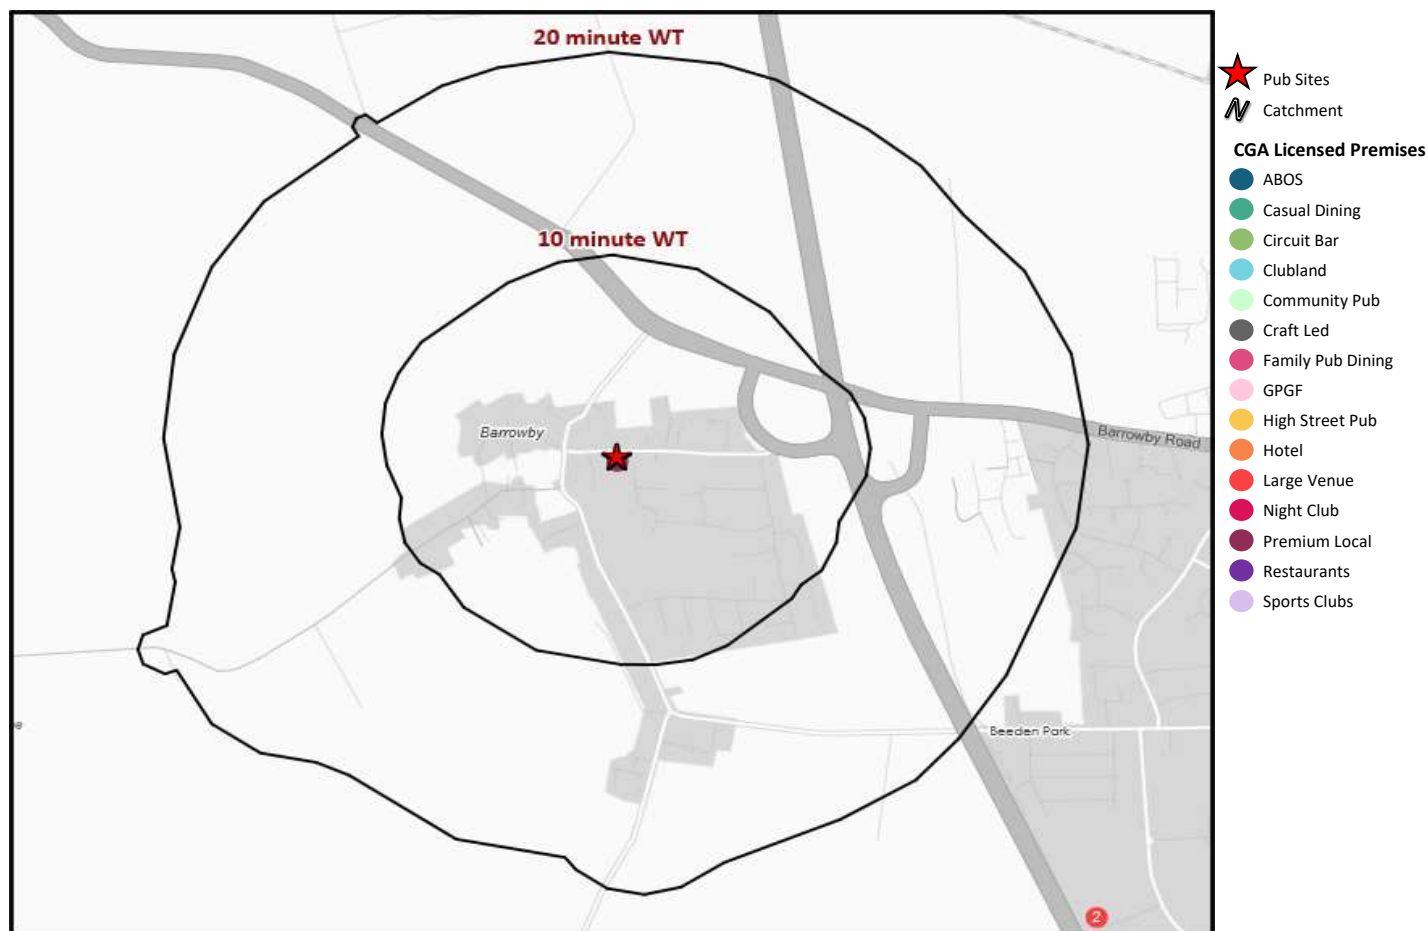 20 minute WT
10 minute WT
Barrowby
Barrowby Road
Beeden Park
2
Pub Sites
Catchment
CGA Licensed Premises
ABOS
Casual Dining
Circuit Bar
Clubland
Community Pub
Craft Led
Family Pub Dining
GPGF
High Street Pub
Hotel
Large Venue
Night Club
Premium Local
Restaurants
Sports Clubs